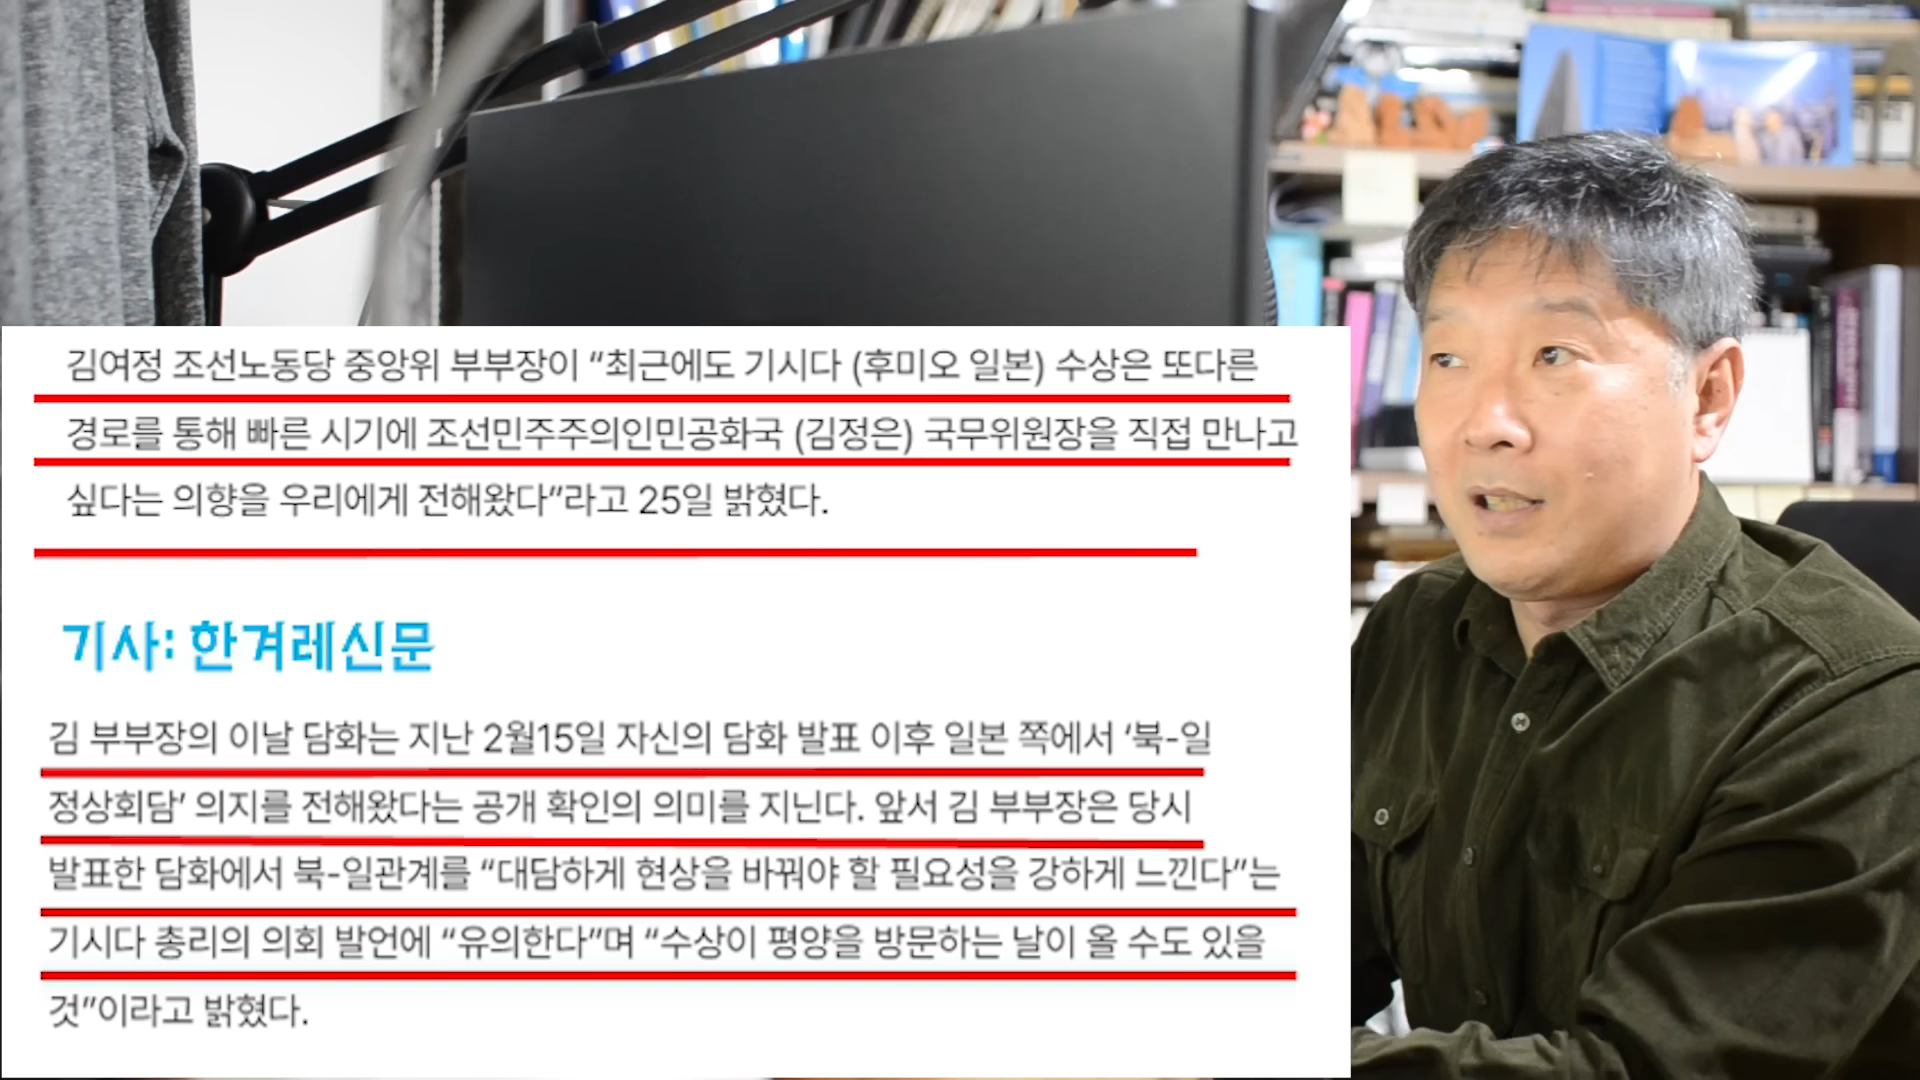 김여정 조선노동당 중앙위 부부장이 “최근에도 기시다 (후미오 일본) 수상은 또다른
경로를 통해 빠른 시기에 조선민주주의인민공화국 (김정은) 국무위원장을 직접 만나고
싶다는 의향을 우리에게 전해왔다”라고 25일 밝혔다.
기사: 한겨레신문
김 부부장의 이날 담화는 지난 2월15일 자신의 담화 발표 이후 일본 쪽에서 ‘북-일
정상회담’ 의지를 전해왔다는 공개 확인의 의미를 지닌다. 앞서 김 부부장은 당시
발표한 담화에서 북-일관계를 “대담하게 현상을 바꿔야 할 필요성을 강하게 느낀다”는
기시다 총리의 의회 발언에 “유의한다”며 “수상이 평양을 방문하는 날이 올 수도 있을
것”이라고 밝혔다.